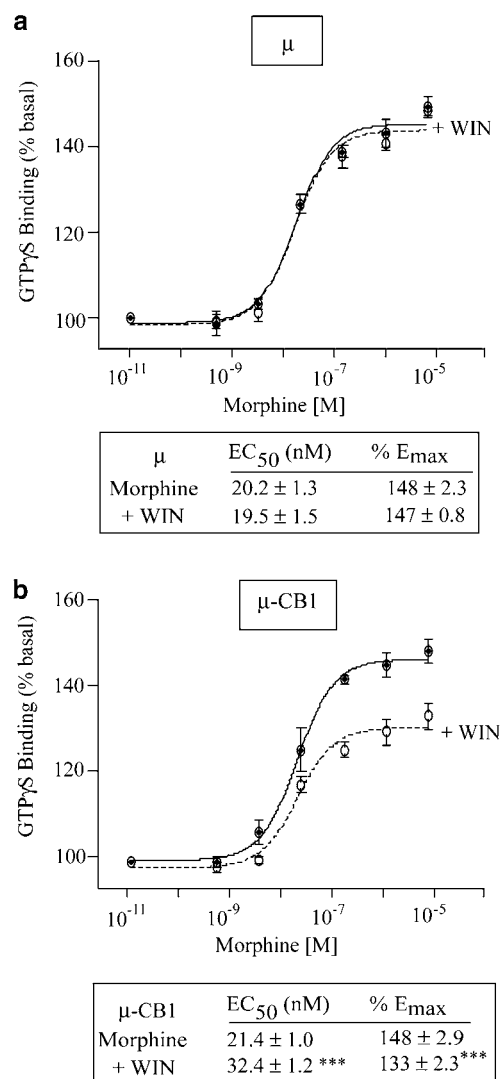 a
μ
160
140
120
100
GTPγS Binding (% basal)
+ WIN
10-11 10-9 10-7 10-5
Morphine [M]
μ EC50 (nM) % Emax
Morphine 20.2 ± 1.3 148 ± 2.3
+ WIN 19.5 ± 1.5 147 ± 0.8
b
μ-CB1
160
140
120
100
GTPγS Binding (% basal)
+ WIN
10-11 10-9 10-7 10-5
Morphine [M]
μ-CB1 EC50 (nM) % Emax
Morphine 21.4 ± 1.0 148 ± 2.9
+ WIN 32.4 ± 1.2 *** 133 ± 2.3***